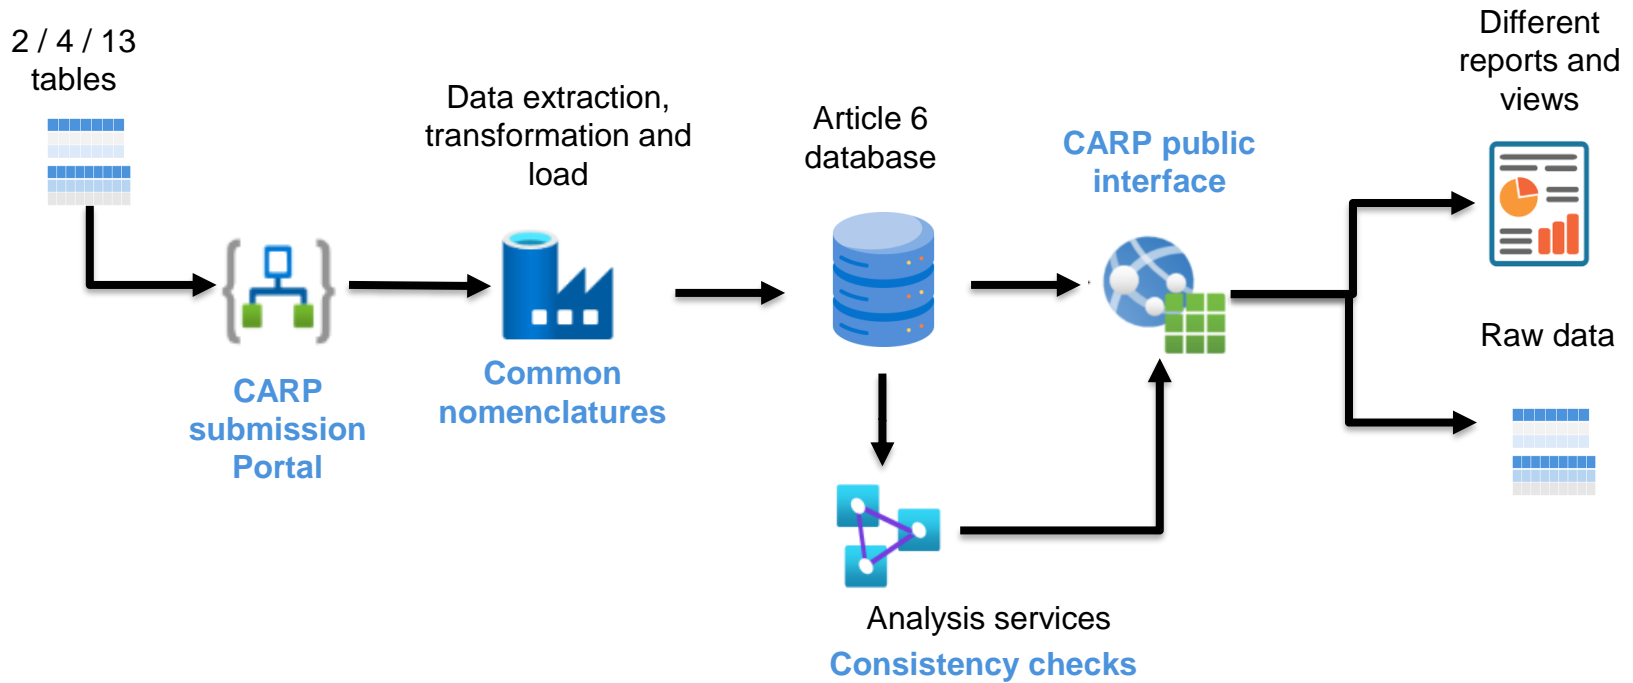 2 / 4 / 13
tables
CARP
submission
Portal
Data extraction,
transformation and
load
Common
nomenclatures
Article 6
database
Analysis services
Consistency checks
CARP public
interface
Different
reports and
views
Raw data